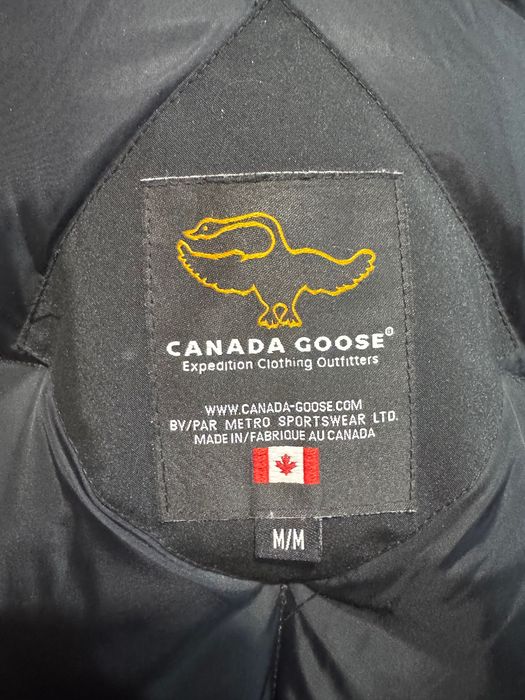 CANADA GOOSE®
Expedition Clothing Outfitters
WWW.CANADA-GOOSE.COM
BY/PAR METRO SPORTSWEAR LTD.
MADE IN/FABRIQUE AU CANADA
M/M